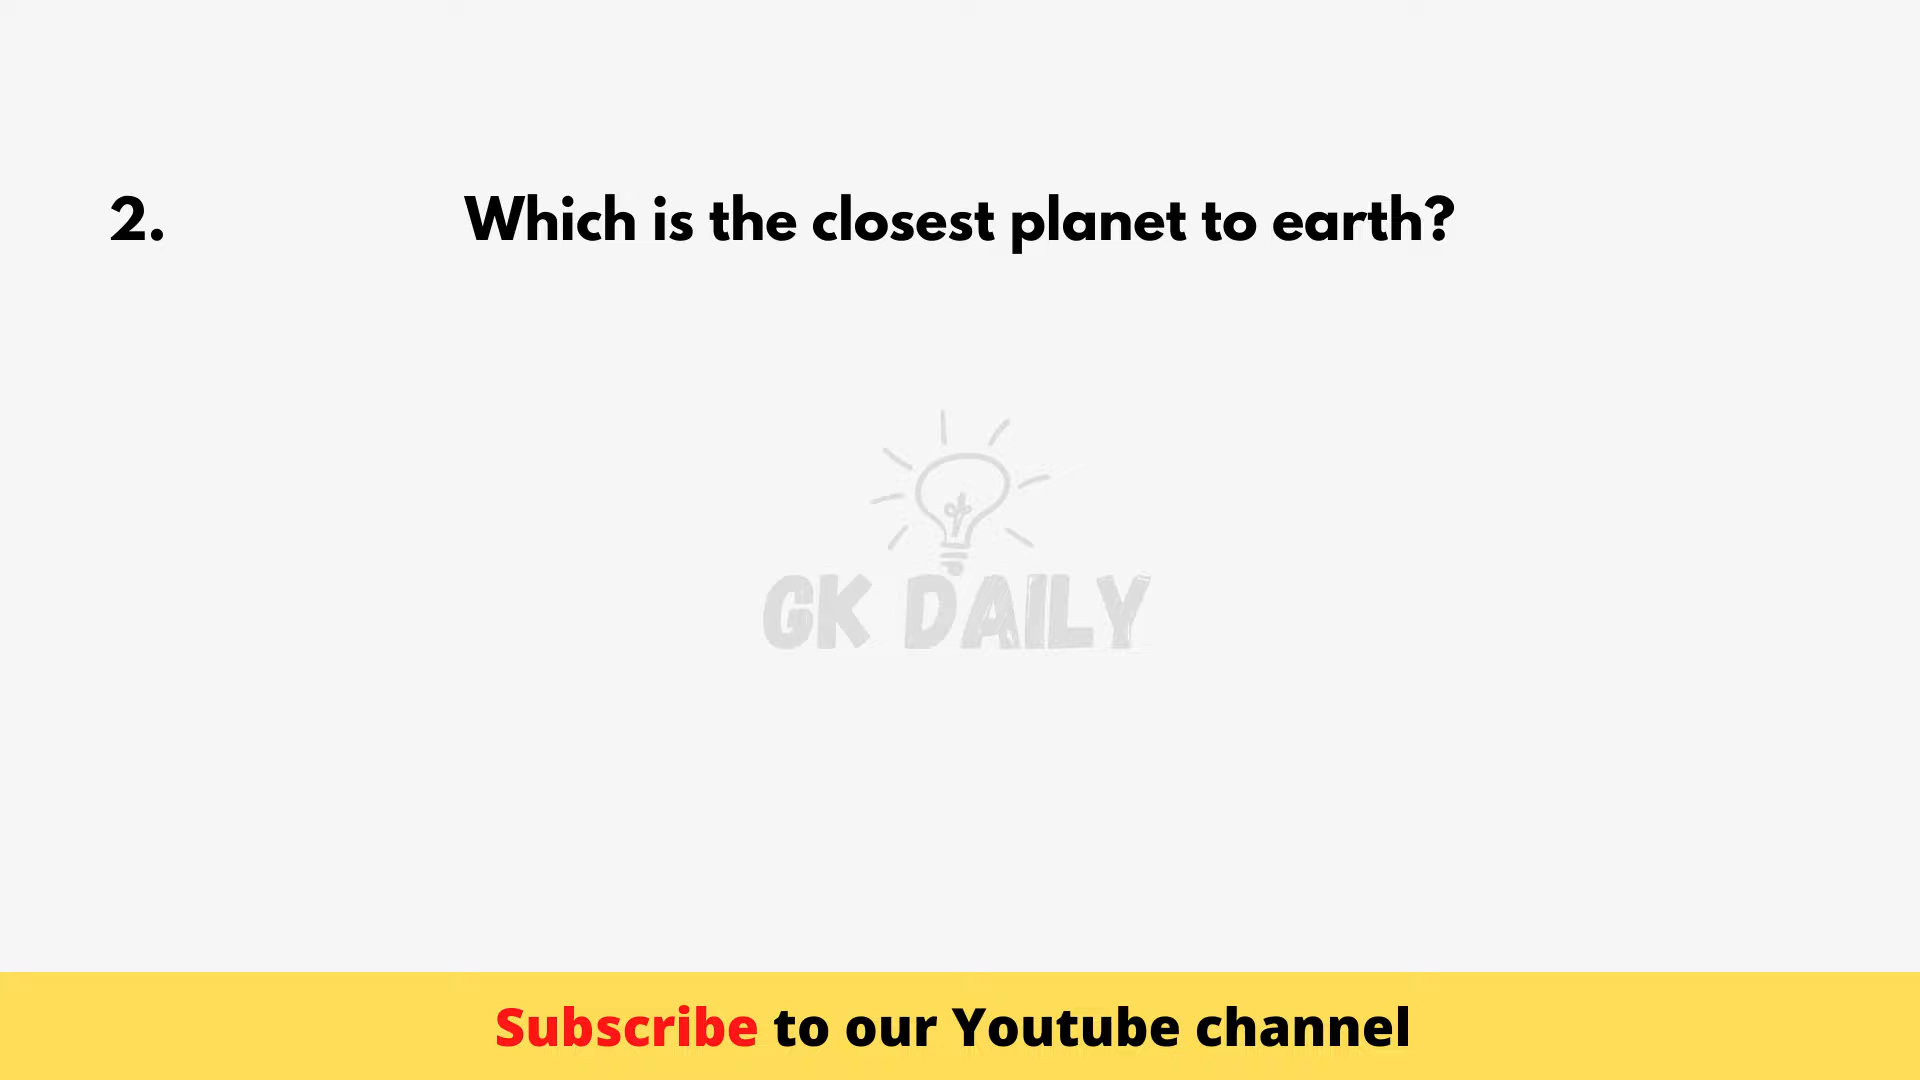 2. Which is the closest planet to earth?
GK DAILY
Subscribe to our Youtube channel